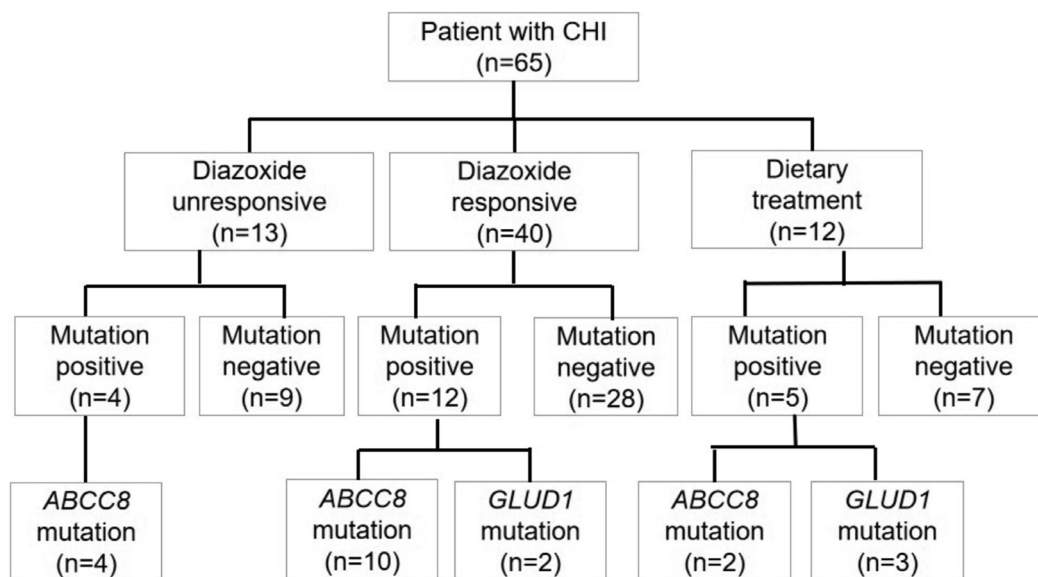 Patient with CHI
(n=65)
Diazoxide
unresponsive
(n=13)
Diazoxide
responsive
(n=40)
Dietary
treatment
(n=12)
Mutation
positive
(n=4)
Mutation
negative
(n=9)
Mutation
positive
(n=12)
Mutation
negative
(n=28)
Mutation
positive
(n=5)
Mutation
negative
(n=7)
ABCC8
mutation
(n=4)
ABCC8
mutation
(n=10)
GLUD1
mutation
(n=2)
ABCC8
mutation
(n=2)
GLUD1
mutation
(n=3)